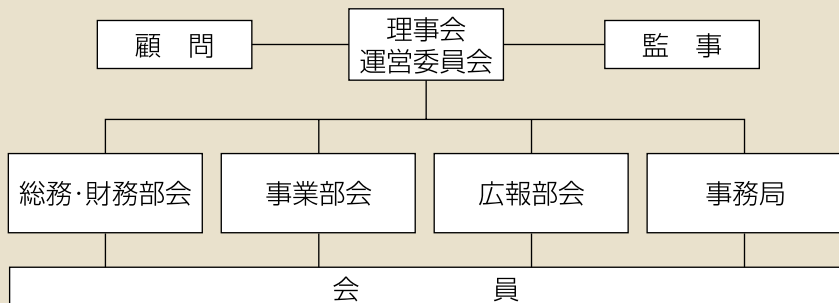 顧　問
理事会
運営委員会
監　事
総務･財務部会
事業部会
広報部会
事務局
会　　　　　員